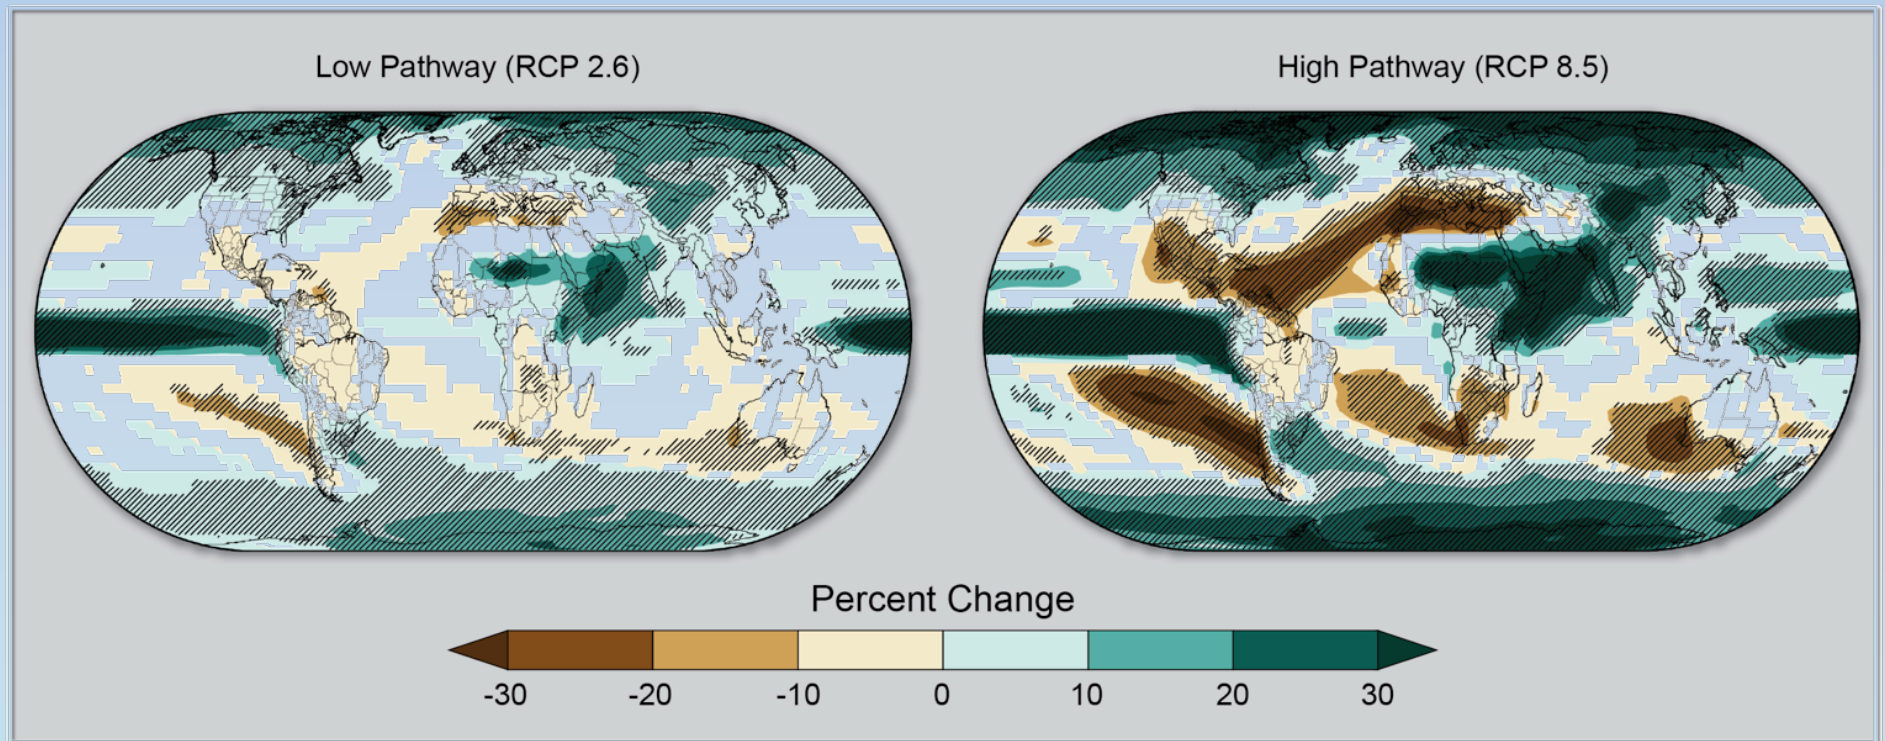 Low Pathway (RCP 2.6)
High Pathway (RCP 8.5)
Percent Change
-30 -20 -10 0 10 20 30